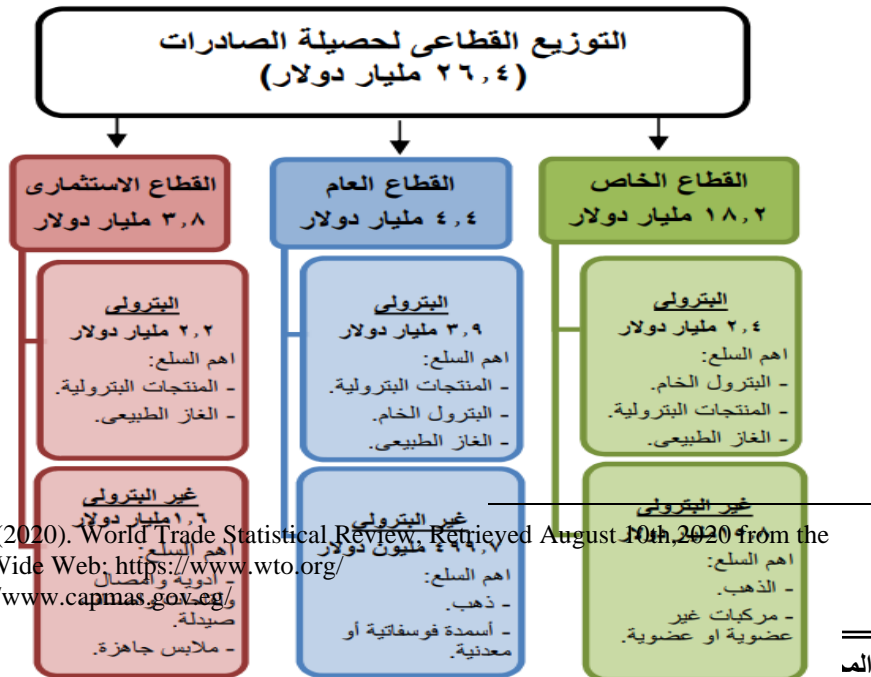 التوزيع القطاعى لحصيلة الصادرات
(٢٦,٤ مليار دولار)
القطاع الخاص
١٨,٢ مليار دولار
البترولى
٢,٤ مليار دولار
اهم السلع:
- البترول الخام.
- المنتجات البترولية.
- الغاز الطبيعى.
غير البترولى
اهم السلع:
- الذهب.
- مركبات غير
عضوية او عضوية.
القطاع العام
٤,٤ مليار دولار
البترولى
٣,٩ مليار دولار
اهم السلع:
- المنتجات البترولية.
- البترول الخام.
- الغاز الطبيعى.
غير البترولى
٤٩٩,٧ مليون دولار
اهم السلع:
- ذهب.
- أسمدة فوسفاتية أو
معدنية.
القطاع الاستثمارى
٣,٨ مليار دولار
البترولى
٢,٢ مليار دولار
اهم السلع:
- المنتجات البترولية.
- الغاز الطبيعى.
غير البترولى
١,٦ مليار دولار
اهم السلع:
- أدوية وأمصال
صيدلة.
- ملابس جاهزة.
(2020). World Trade Statistical Review, Retrieved August 10th,2020 from the
Wide Web: https://www.wto.org/
/www.capmas.gov.eg/